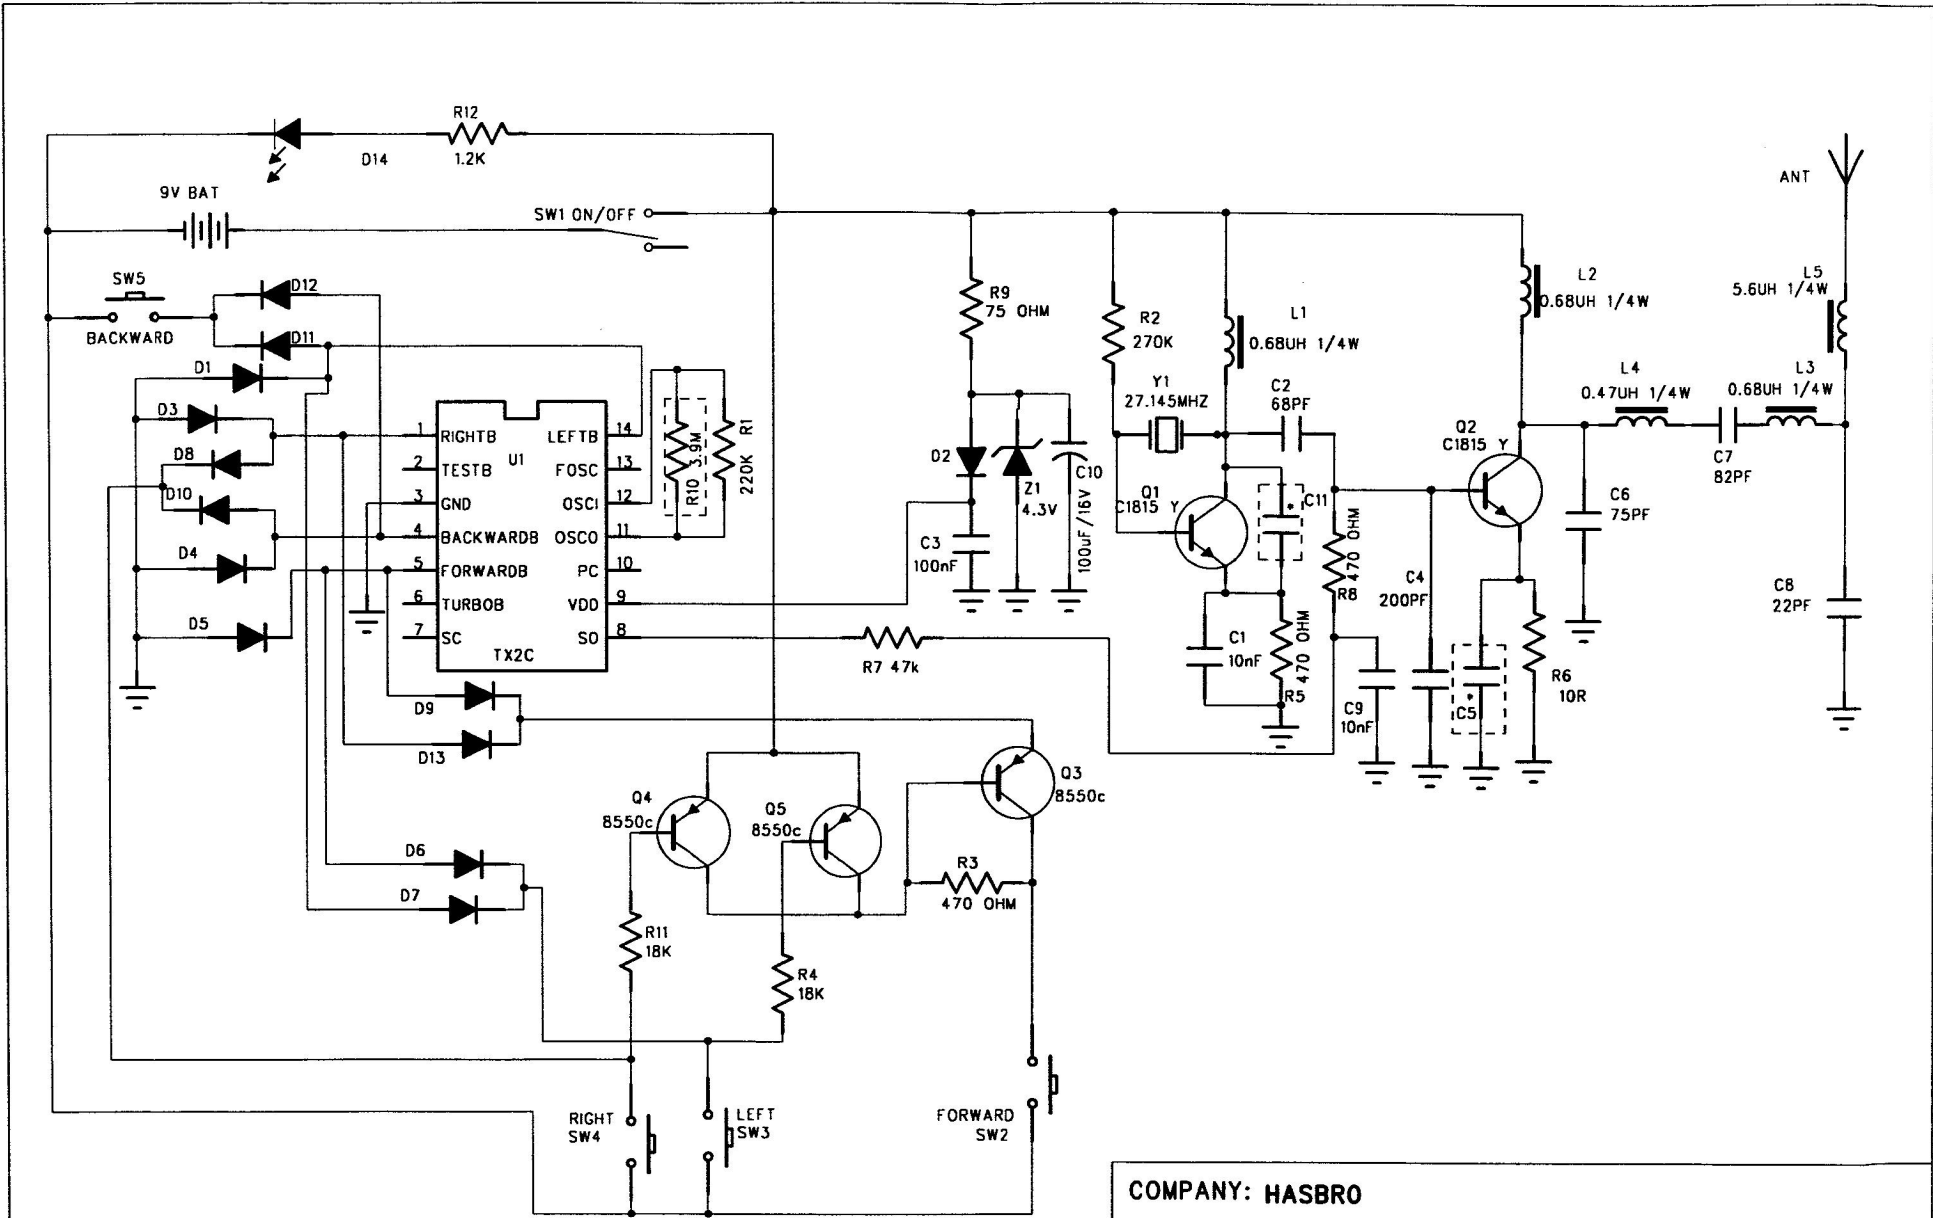 R12
1.2K
D14
9V BAT
SW1 ON/OFF
ANT
SW5
BACKWARD
D12
D11
D1
D3
D8
D10
D4
D5
1
2
3
4
5
6
7
RIGHTB
TESTB
GND
BACKWARDB
FORWARDB
TURBOB
SC
U1
TX2C
LEFTB
FOSC
OSCI
OSCO
PC
VDD
SO
14
13
12
11
10
9
8
R10 3.9M
R1
220K
R9
75 OHM
D2
C3
100nF
Z1
4.3V
C10
100uF/16V
R2
270K
L1
0.68UH 1/4W
Y1
27.145MHZ
C2
68PF
Q1
C1815 Y
* C11
470 OHM
R8
C1
10nF
470 OHM
R5
C9
10nF
C4
200PF
*
C5
R6
10R
Q2
C1815 Y
L2
0.68UH 1/4W
L4
0.47UH 1/4W
C7
82PF
L3
0.68UH 1/4W
L5
5.6UH 1/4W
C6
75PF
C8
22PF
R7 47k
D9
D13
D6
D7
Q4
8550c
Q5
8550c
Q3
8550c
R3
470 OHM
R11
18K
R4
18K
RIGHT
SW4
LEFT
SW3
FORWARD
SW2
COMPANY: HASBRO